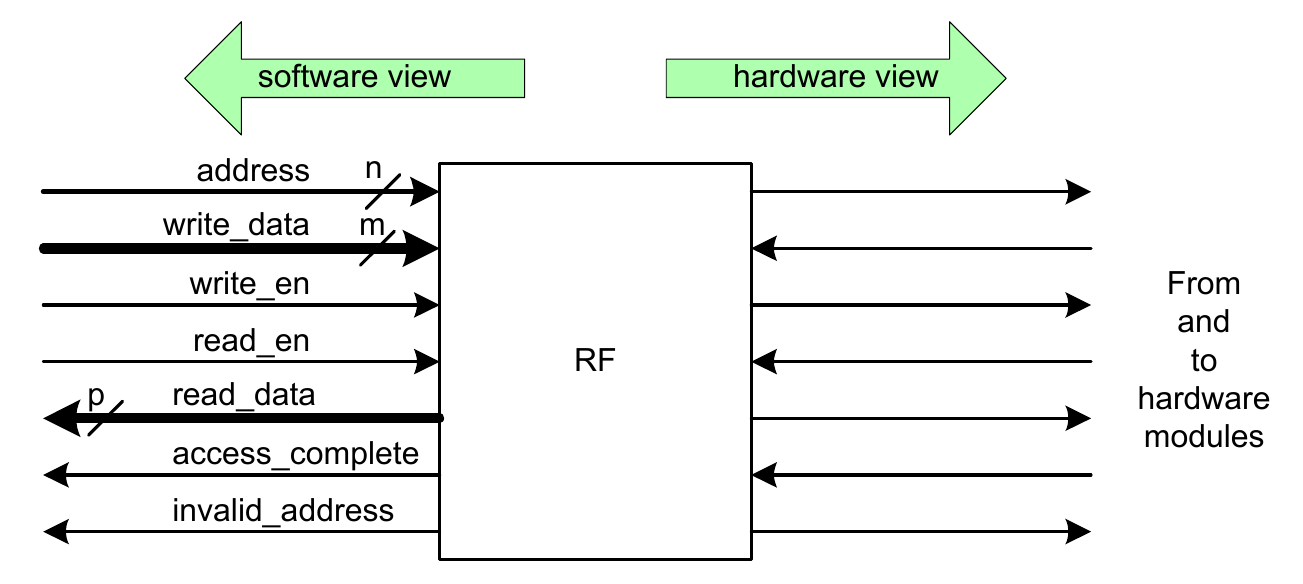 software view
hardware view
address
n
write_data
m
write_en
read_en
p
read_data
access_complete
invalid_address
RF
From
and
to
hardware
modules